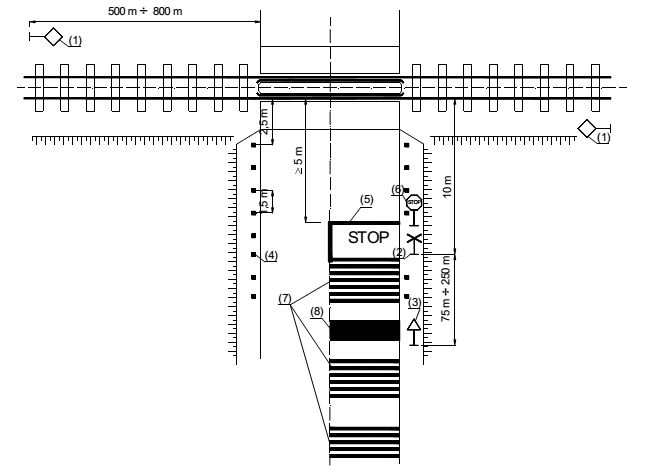 500 m ÷ 800 m
(1)
(1)
2,5 m
≥ 5 m
10 m
1,5 m
(6)
STOP
(5)
STOP
(2)
(4)
75 m ÷ 250 m
(7)
(8)
(3)